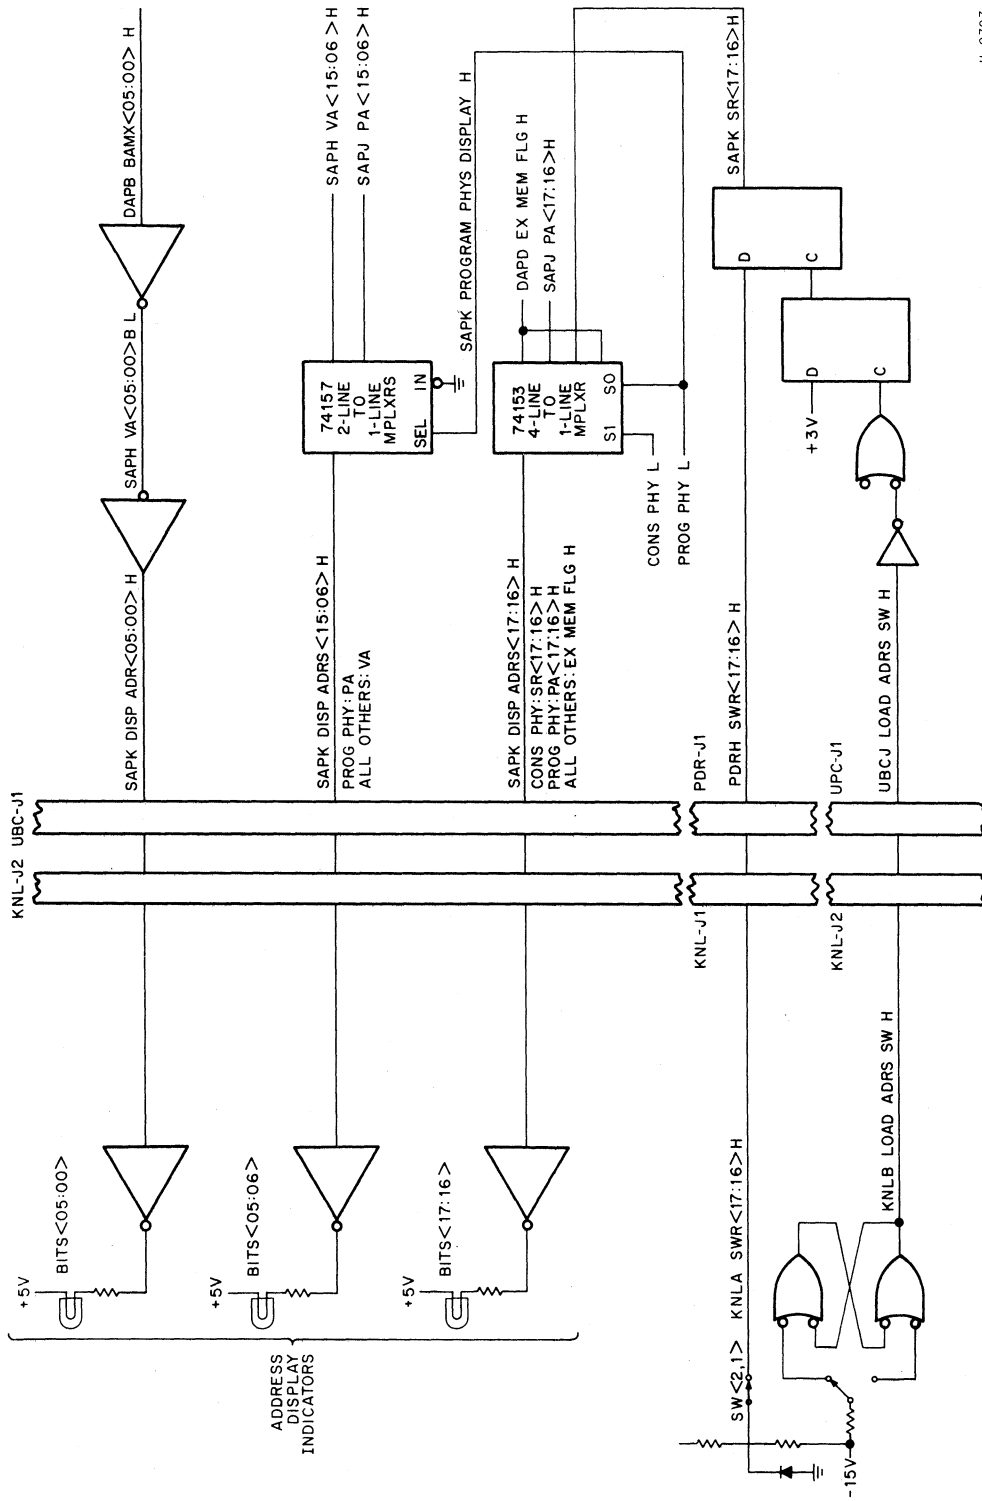 KNL-J2 UBC-J1
ADDRESS
DISPLAY
INDICATORS
+5V
BITS<05:00>
SAPK DISP ADR<05:00> H
SAPH VA<05:00>B L
DAPB BAMX<05:00> H
+5V
BITS<05:06>
SAPK DISP ADRS<15:06> H
PROG PHY:PA
ALL OTHERS:VA
74157
2-LINE
TO
1-LINE
MPLXRS
SEL IN
SAPH VA<15:06> H
SAPJ PA<15:06> H
SAPK PROGRAM PHYS DISPLAY H
+5V
BITS<17:16>
SAPK DISP ADRS<17:16> H
CONS PHY:SR<17:16> H
PROG PHY:PA<17:16> H
ALL OTHERS:EX MEM FLG H
74153
4-LINE
TO
1-LINE
MPLXR
S1 S0
DAPD EX MEM FLG H
SAPJ PA<17:16>H
CONS PHY L
PROG PHY L
KNL-J1 PDR-J1
SW<2,1> KNLA SWR<17:16>H
PDRH SWR<17:16> H
D
C
SAPK SR<17:16> H
+3V
D
C
KNL-J2 UPC-J1
KNLB LOAD ADRS SW H
UBCJ LOAD ADRS SW H
-15V